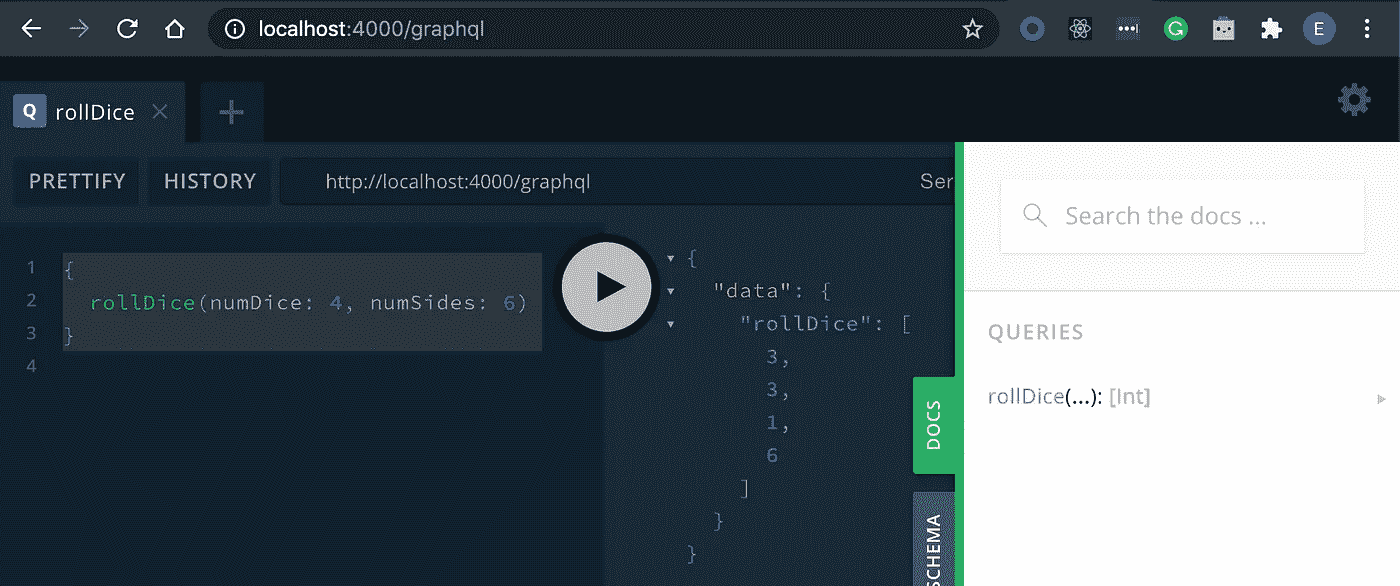 localhost:4000/graphql
E
Q rollDice
PRETTIFY
HISTORY
http://localhost:4000/graphql
Ser
1 {
2 rollDice(numDice: 4, numSides: 6)
3 }
4
{
"data": {
"rollDice": [
3,
3,
1,
6
]
}
}
DOCS
SCHEMA
Search the docs ...
QUERIES
rollDice(...): [Int]